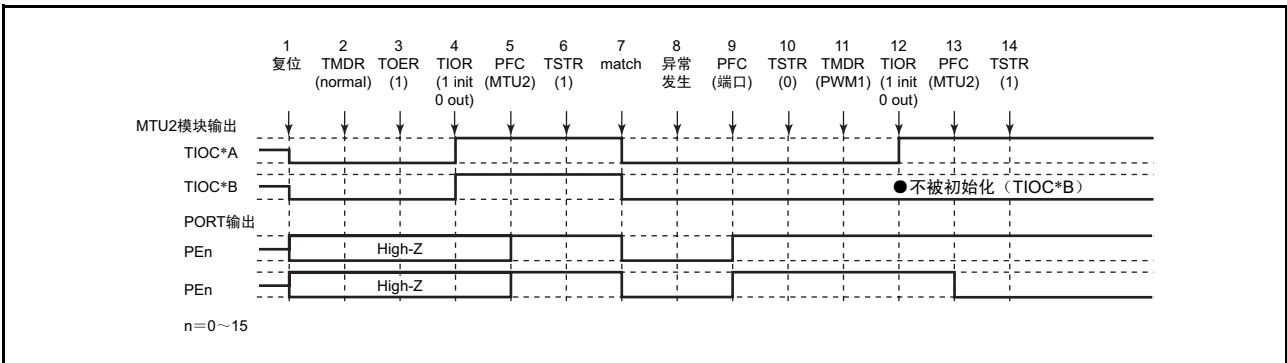 1 2 3 4 5 6 7 8 9 10 11 12 13 14
复位 TMDR TOER TIOR PFC TSTR match 异常 PFC TSTR TMDR TIOR PFC TSTR
(normal) (1) (1 init (MTU2) (1) 发生 (端口) (0) (PWM1) (1 init (MTU2) (1)
0 out) 0 out)
MTU2模块输出
TIOC*A
TIOC*B
●不被初始化（TIOC*B）
PORT输出
PEn High-Z
PEn High-Z
n＝0～15